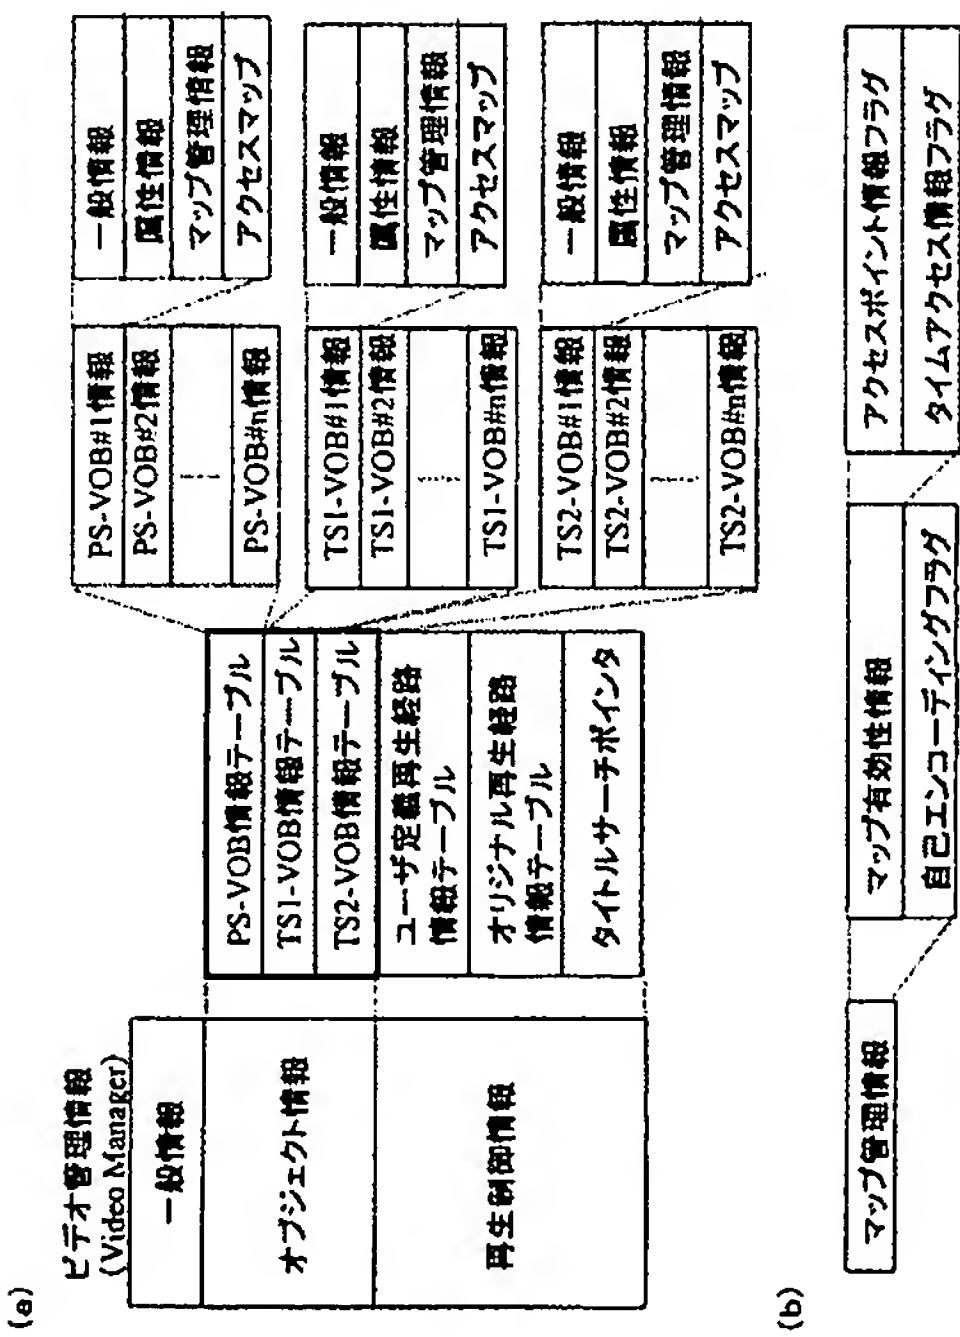 (a)
ビデオ管理情報
(Video Manager)
一般情報
オブジェクト情報
再生制御情報
PS-VOB情報テーブル
TS1-VOB情報テーブル
TS2-VOB情報テーブル
ユーザ定義再生経路
情報テーブル
オリジナル再生経路
情報テーブル
タイトルサーチポインタ
PS-VOB#1情報
PS-VOB#2情報
PS-VOB#n情報
TS1-VOB#1情報
TS1-VOB#2情報
TS1-VOB#n情報
TS2-VOB#1情報
TS2-VOB#2情報
TS2-VOB#n情報
一般情報
属性情報
マップ管理情報
アクセスマップ
一般情報
属性情報
マップ管理情報
アクセスマップ
一般情報
属性情報
マップ管理情報
アクセスマップ
(b)
マップ管理情報
マップ有効性情報
自己エンコーディングフラグ
アクセスポイント情報フラグ
タイムアクセス情報フラグ